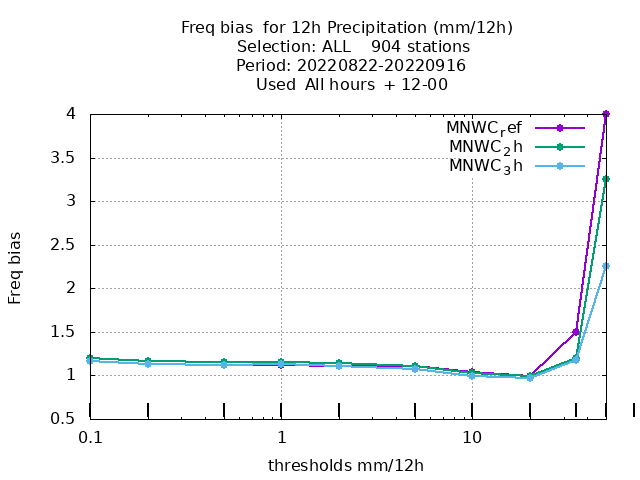 Freq bias  for 12h Precipitation (mm/12h)
Selection: ALL    904 stations
Period: 20220822-20220916
Used  All hours  + 12-00
MNWC_ref
MNWC_2h
MNWC_3h
4
3.5
3
2.5
2
1.5
1
0.5
Freq bias
0.1 1 10
thresholds mm/12h